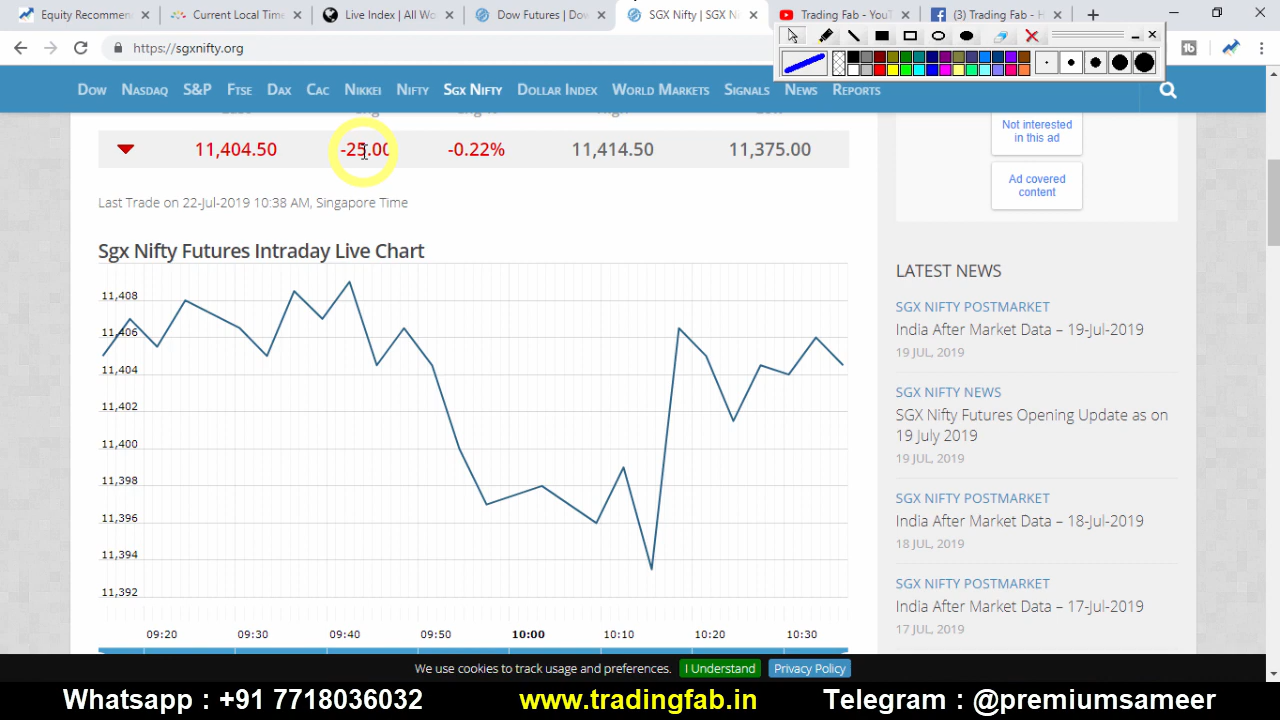 Equity Recommen
Current Local Tim
Live Index | All Wo
Dow Futures | Dov
SGX Nifty | SGX N
Trading Fab - YouT
(3) Trading Fab - H
https://sgxnifty.org
Dow Nasdaq S&P Ftse Dax Cac Nikkei Nifty Sgx Nifty Dollar Index World Markets Signals News Reports
11,404.50 -25.00 -0.22% 11,414.50 11,375.00
Last Trade on 22-Jul-2019 10:38 AM, Singapore Time
Sgx Nifty Futures Intraday Live Chart
11,408
11,406
11,404
11,402
11,400
11,398
11,396
11,394
11,392
09:20 09:30 09:40 09:50 10:00 10:10 10:20 10:30
Not interested
in this ad
Ad covered
content
LATEST NEWS
SGX NIFTY POSTMARKET
India After Market Data – 19-Jul-2019
19 JUL, 2019
SGX NIFTY NEWS
SGX Nifty Futures Opening Update as on
19 July 2019
19 JUL, 2019
SGX NIFTY POSTMARKET
India After Market Data – 18-Jul-2019
18 JUL, 2019
SGX NIFTY POSTMARKET
India After Market Data – 17-Jul-2019
17 JUL, 2019
We use cookies to track usage and preferences. I Understand Privacy Policy
Whatsapp : +91 7718036032 www.tradingfab.in Telegram : @premiumsameer